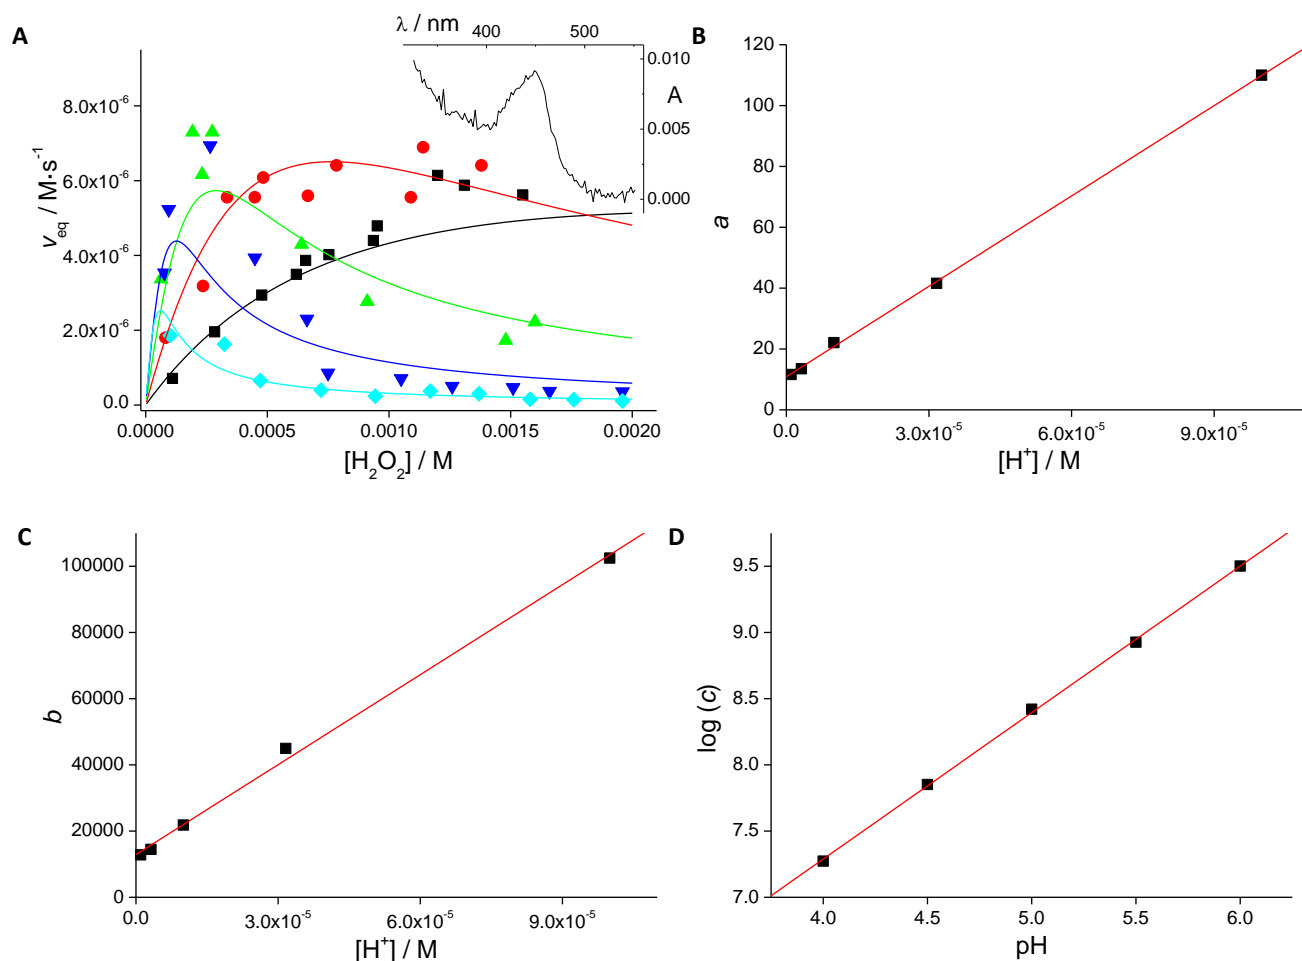 A
λ / nm 400 500
0.010
A
0.005
0.000
8.0x10⁻⁶
6.0x10⁻⁶
4.0x10⁻⁶
2.0x10⁻⁶
0.0
v_eq / M·s⁻¹
0.0000 0.0005 0.0010 0.0015 0.0020
[H₂O₂] / M
B
120
100
80
60
40
20
0
a
0.0 3.0x10⁻⁵ 6.0x10⁻⁵ 9.0x10⁻⁵
[H⁺] / M
C
100000
80000
60000
40000
20000
0
b
0.0 3.0x10⁻⁵ 6.0x10⁻⁵ 9.0x10⁻⁵
[H⁺] / M
D
9.5
9.0
8.5
8.0
7.5
7.0
log (c)
4.0 4.5 5.0 5.5 6.0
pH